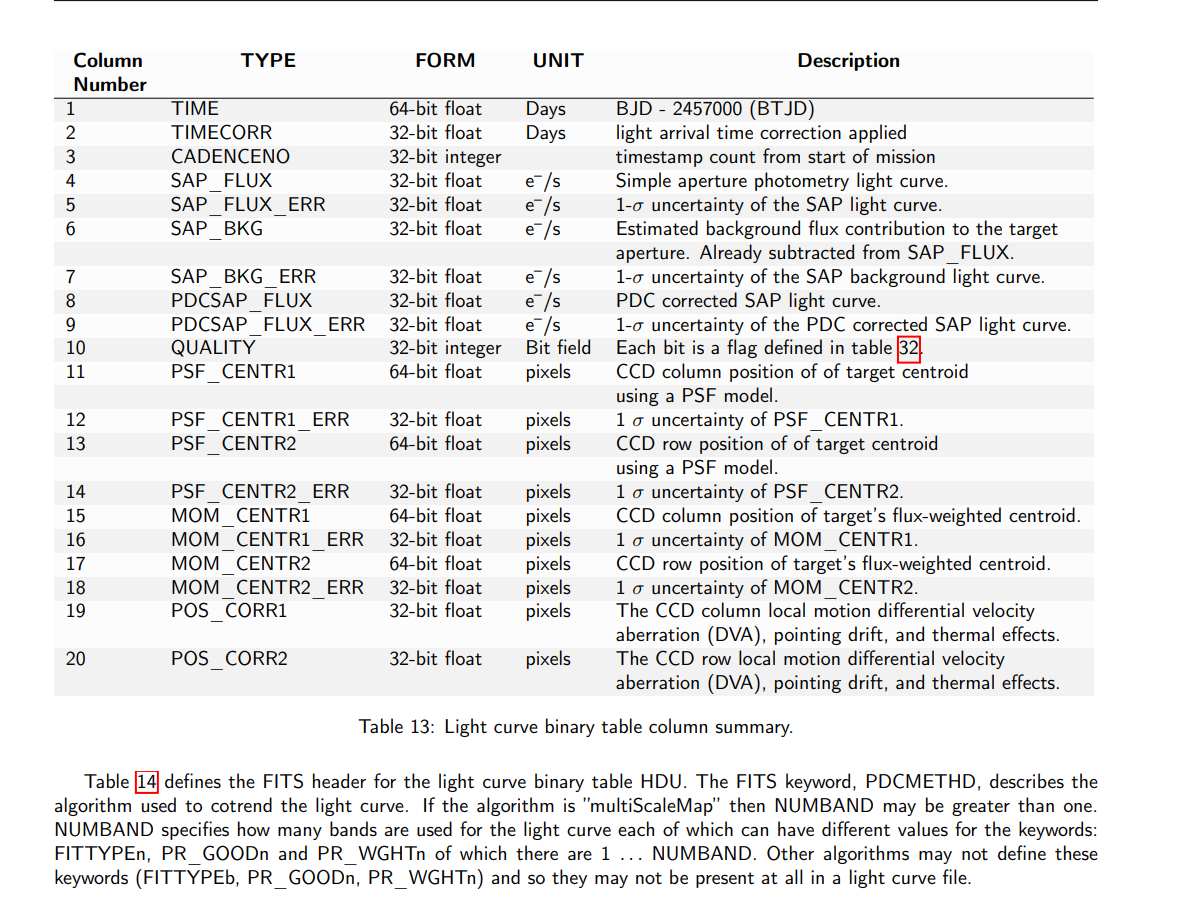 Column Number TYPE FORM UNIT Description
1 TIME 64-bit float Days BJD - 2457000 (BTJD)
2 TIMECORR 32-bit float Days light arrival time correction applied
3 CADENCENO 32-bit integer timestamp count from start of mission
4 SAP_FLUX 32-bit float e⁻/s Simple aperture photometry light curve.
5 SAP_FLUX_ERR 32-bit float e⁻/s 1-σ uncertainty of the SAP light curve.
6 SAP_BKG 32-bit float e⁻/s Estimated background flux contribution to the target
aperture. Already subtracted from SAP_FLUX.
7 SAP_BKG_ERR 32-bit float e⁻/s 1-σ uncertainty of the SAP background light curve.
8 PDCSAP_FLUX 32-bit float e⁻/s PDC corrected SAP light curve.
9 PDCSAP_FLUX_ERR 32-bit float e⁻/s 1-σ uncertainty of the PDC corrected SAP light curve.
10 QUALITY 32-bit integer Bit field Each bit is a flag defined in table 32.
11 PSF_CENTR1 64-bit float pixels CCD column position of of target centroid
using a PSF model.
12 PSF_CENTR1_ERR 32-bit float pixels 1 σ uncertainty of PSF_CENTR1.
13 PSF_CENTR2 64-bit float pixels CCD row position of of target centroid
using a PSF model.
14 PSF_CENTR2_ERR 32-bit float pixels 1 σ uncertainty of PSF_CENTR2.
15 MOM_CENTR1 64-bit float pixels CCD column position of target's flux-weighted centroid.
16 MOM_CENTR1_ERR 32-bit float pixels 1 σ uncertainty of MOM_CENTR1.
17 MOM_CENTR2 64-bit float pixels CCD row position of target's flux-weighted centroid.
18 MOM_CENTR2_ERR 32-bit float pixels 1 σ uncertainty of MOM_CENTR2.
19 POS_CORR1 32-bit float pixels The CCD column local motion differential velocity
aberration (DVA), pointing drift, and thermal effects.
20 POS_CORR2 32-bit float pixels The CCD row local motion differential velocity
aberration (DVA), pointing drift, and thermal effects.
Table 13: Light curve binary table column summary.
Table 14 defines the FITS header for the light curve binary table HDU. The FITS keyword, PDCMETHD, describes the
algorithm used to cotrend the light curve. If the algorithm is "multiScaleMap" then NUMBAND may be greater than one.
NUMBAND specifies how many bands are used for the light curve each of which can have different values for the keywords:
FITTYPEn, PR_GOODn and PR_WGHTn of which there are 1 ... NUMBAND. Other algorithms may not define these
keywords (FITTYPEb, PR_GOODn, PR_WGHTn) and so they may not be present at all in a light curve file.